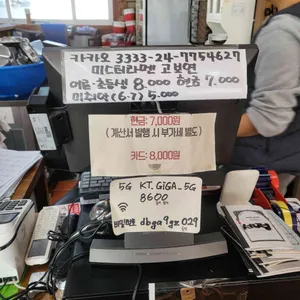 카카오 3333-24-7754627
미스터라멘 고보연
어른·초등생 8,000 현금 7,000
미취학 (6-7) 5,000
현금: 7,000원
(계산서 발행 시 부가세 별도)
카드: 8,000원
5G KT_GiGA_5G
8600
비밀번호 dbga9gx029